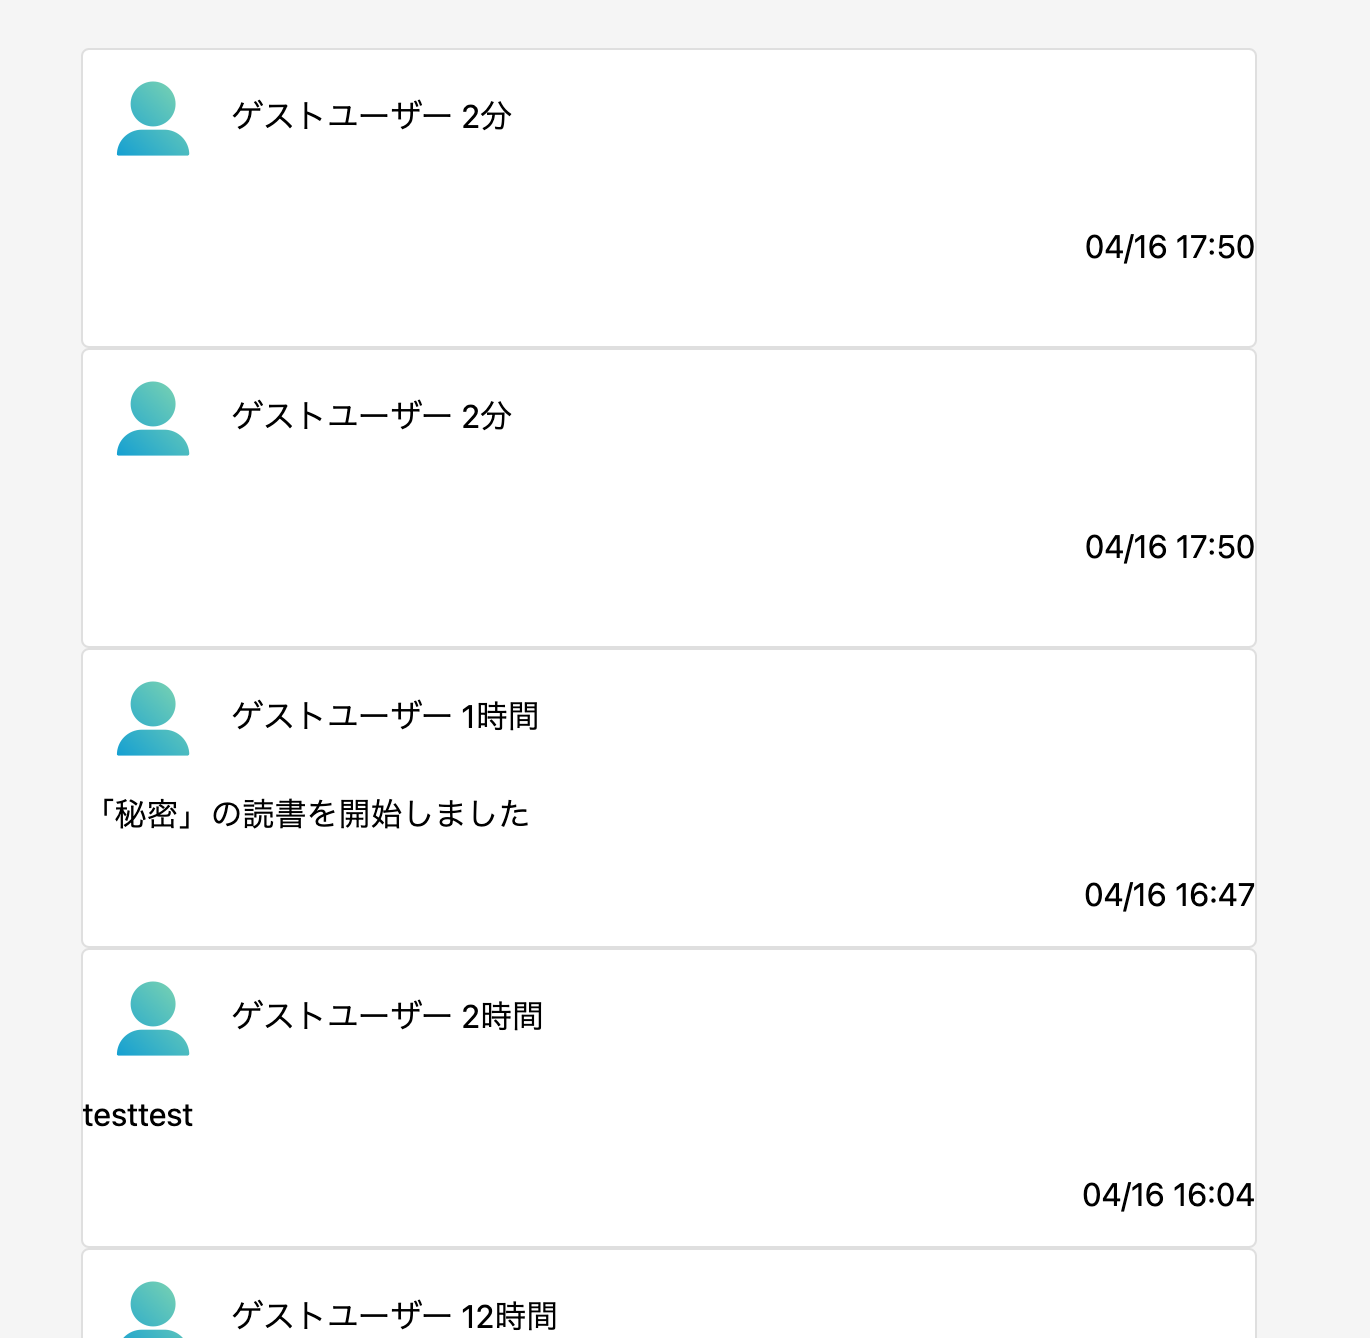 ゲストユーザー 2分
04/16 17:50
ゲストユーザー 2分
04/16 17:50
ゲストユーザー 1時間
「秘密」の読書を開始しました
04/16 16:47
ゲストユーザー 2時間
testtest
04/16 16:04
ゲストユーザー 12時間